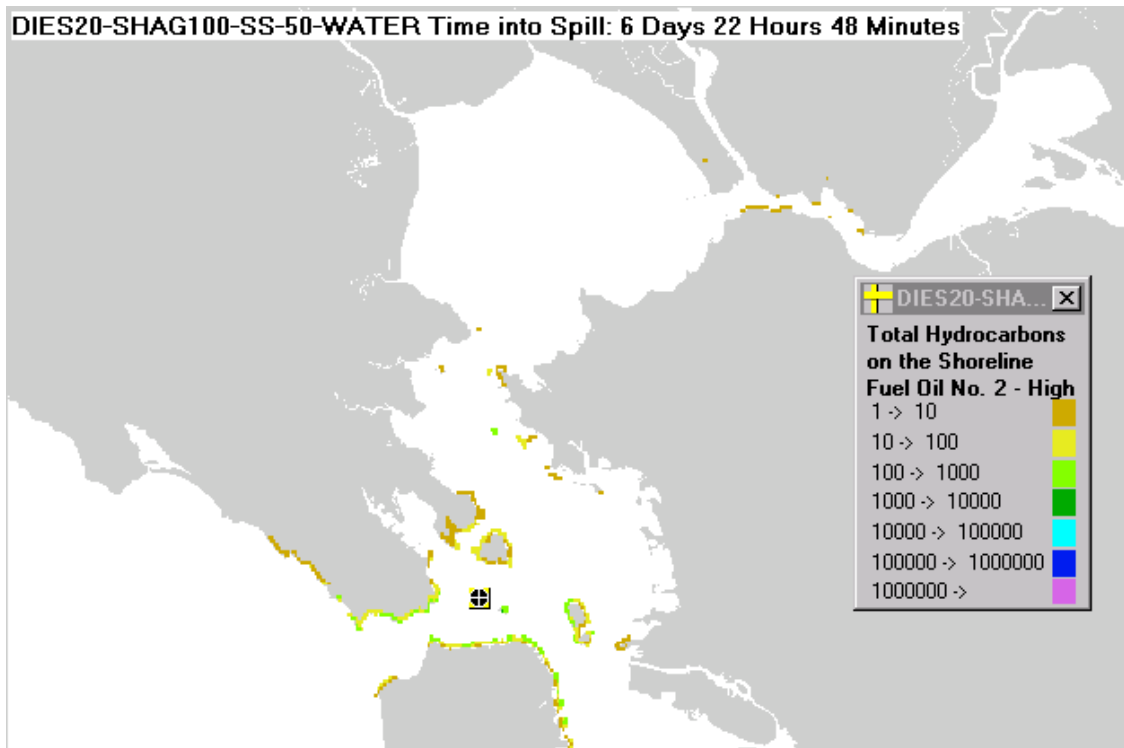 DIES20-SHAG100-SS-50-WATER Time into Spill: 6 Days 22 Hours 48 Minutes
DIES20-SHA...
Total Hydrocarbons
on the Shoreline
Fuel Oil No. 2 - High
1 -> 10
10 -> 100
100 -> 1000
1000 -> 10000
10000 -> 100000
100000 -> 1000000
1000000 ->